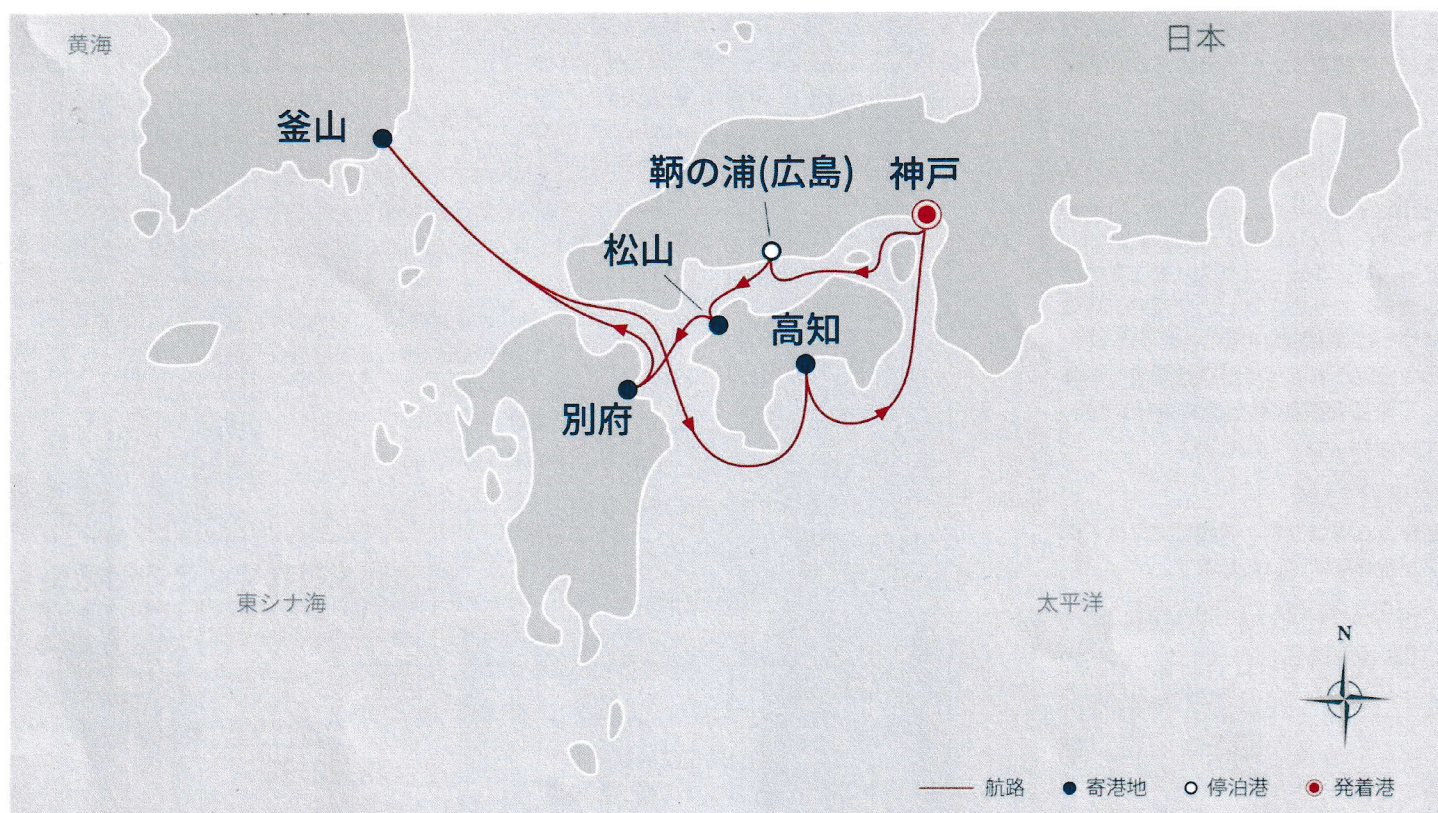 黄海
日本
釜山
鞆の浦(広島)
神戸
松山
高知
別府
東シナ海
太平洋
N
航路
寄港地
停泊港
発着港